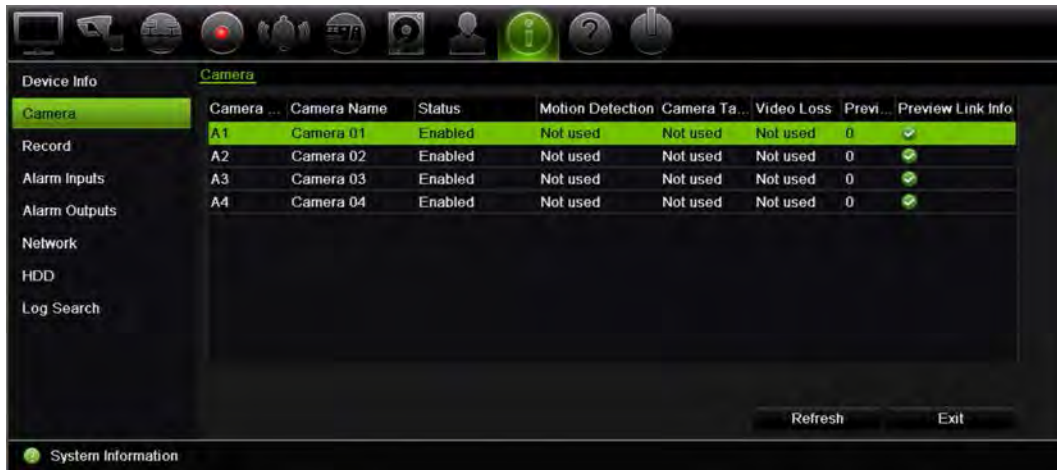 Device Info
Camera
Record
Alarm Inputs
Alarm Outputs
Network
HDD
Log Search
Camera
Camera ... Camera Name Status Motion Detection Camera Ta... Video Loss Previ... Preview Link Info
A1 Camera 01 Enabled Not used Not used Not used 0
A2 Camera 02 Enabled Not used Not used Not used 0
A3 Camera 03 Enabled Not used Not used Not used 0
A4 Camera 04 Enabled Not used Not used Not used 0
Refresh Exit
? System Information